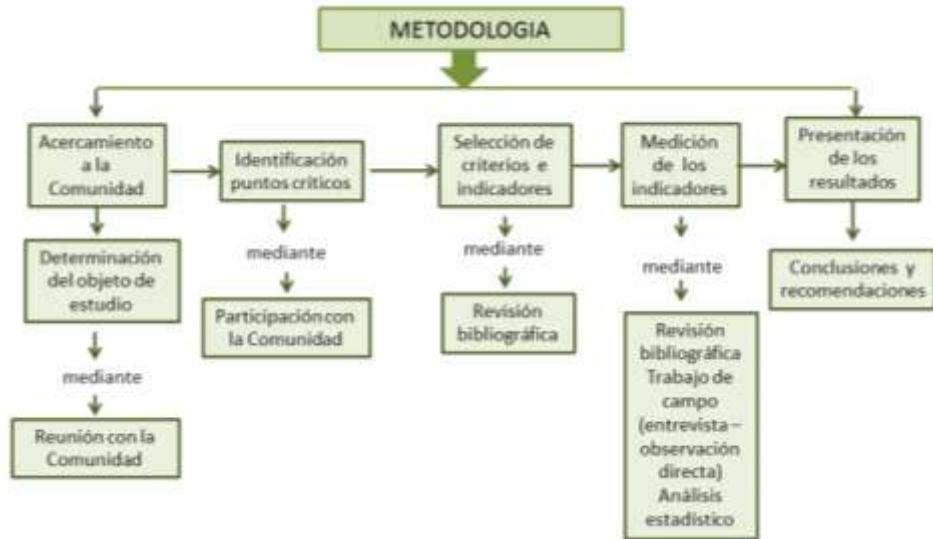 METODOLOGIA
Acercamiento
a la
Comunidad
Identificación
puntos críticos
Selección de
criterios e
indicadores
Medición
de los
indicadores
Presentación
de los
resultados
Determinación
del objeto de
estudio
mediante
Reunión con la
Comunidad
mediante
Participación con
la Comunidad
mediante
Revisión
bibliográfica
mediante
Revisión
bibliográfica
Trabajo de
campo
(entrevista –
observación
directa)
Análisis
estadístico
Conclusiones y
recomendaciones